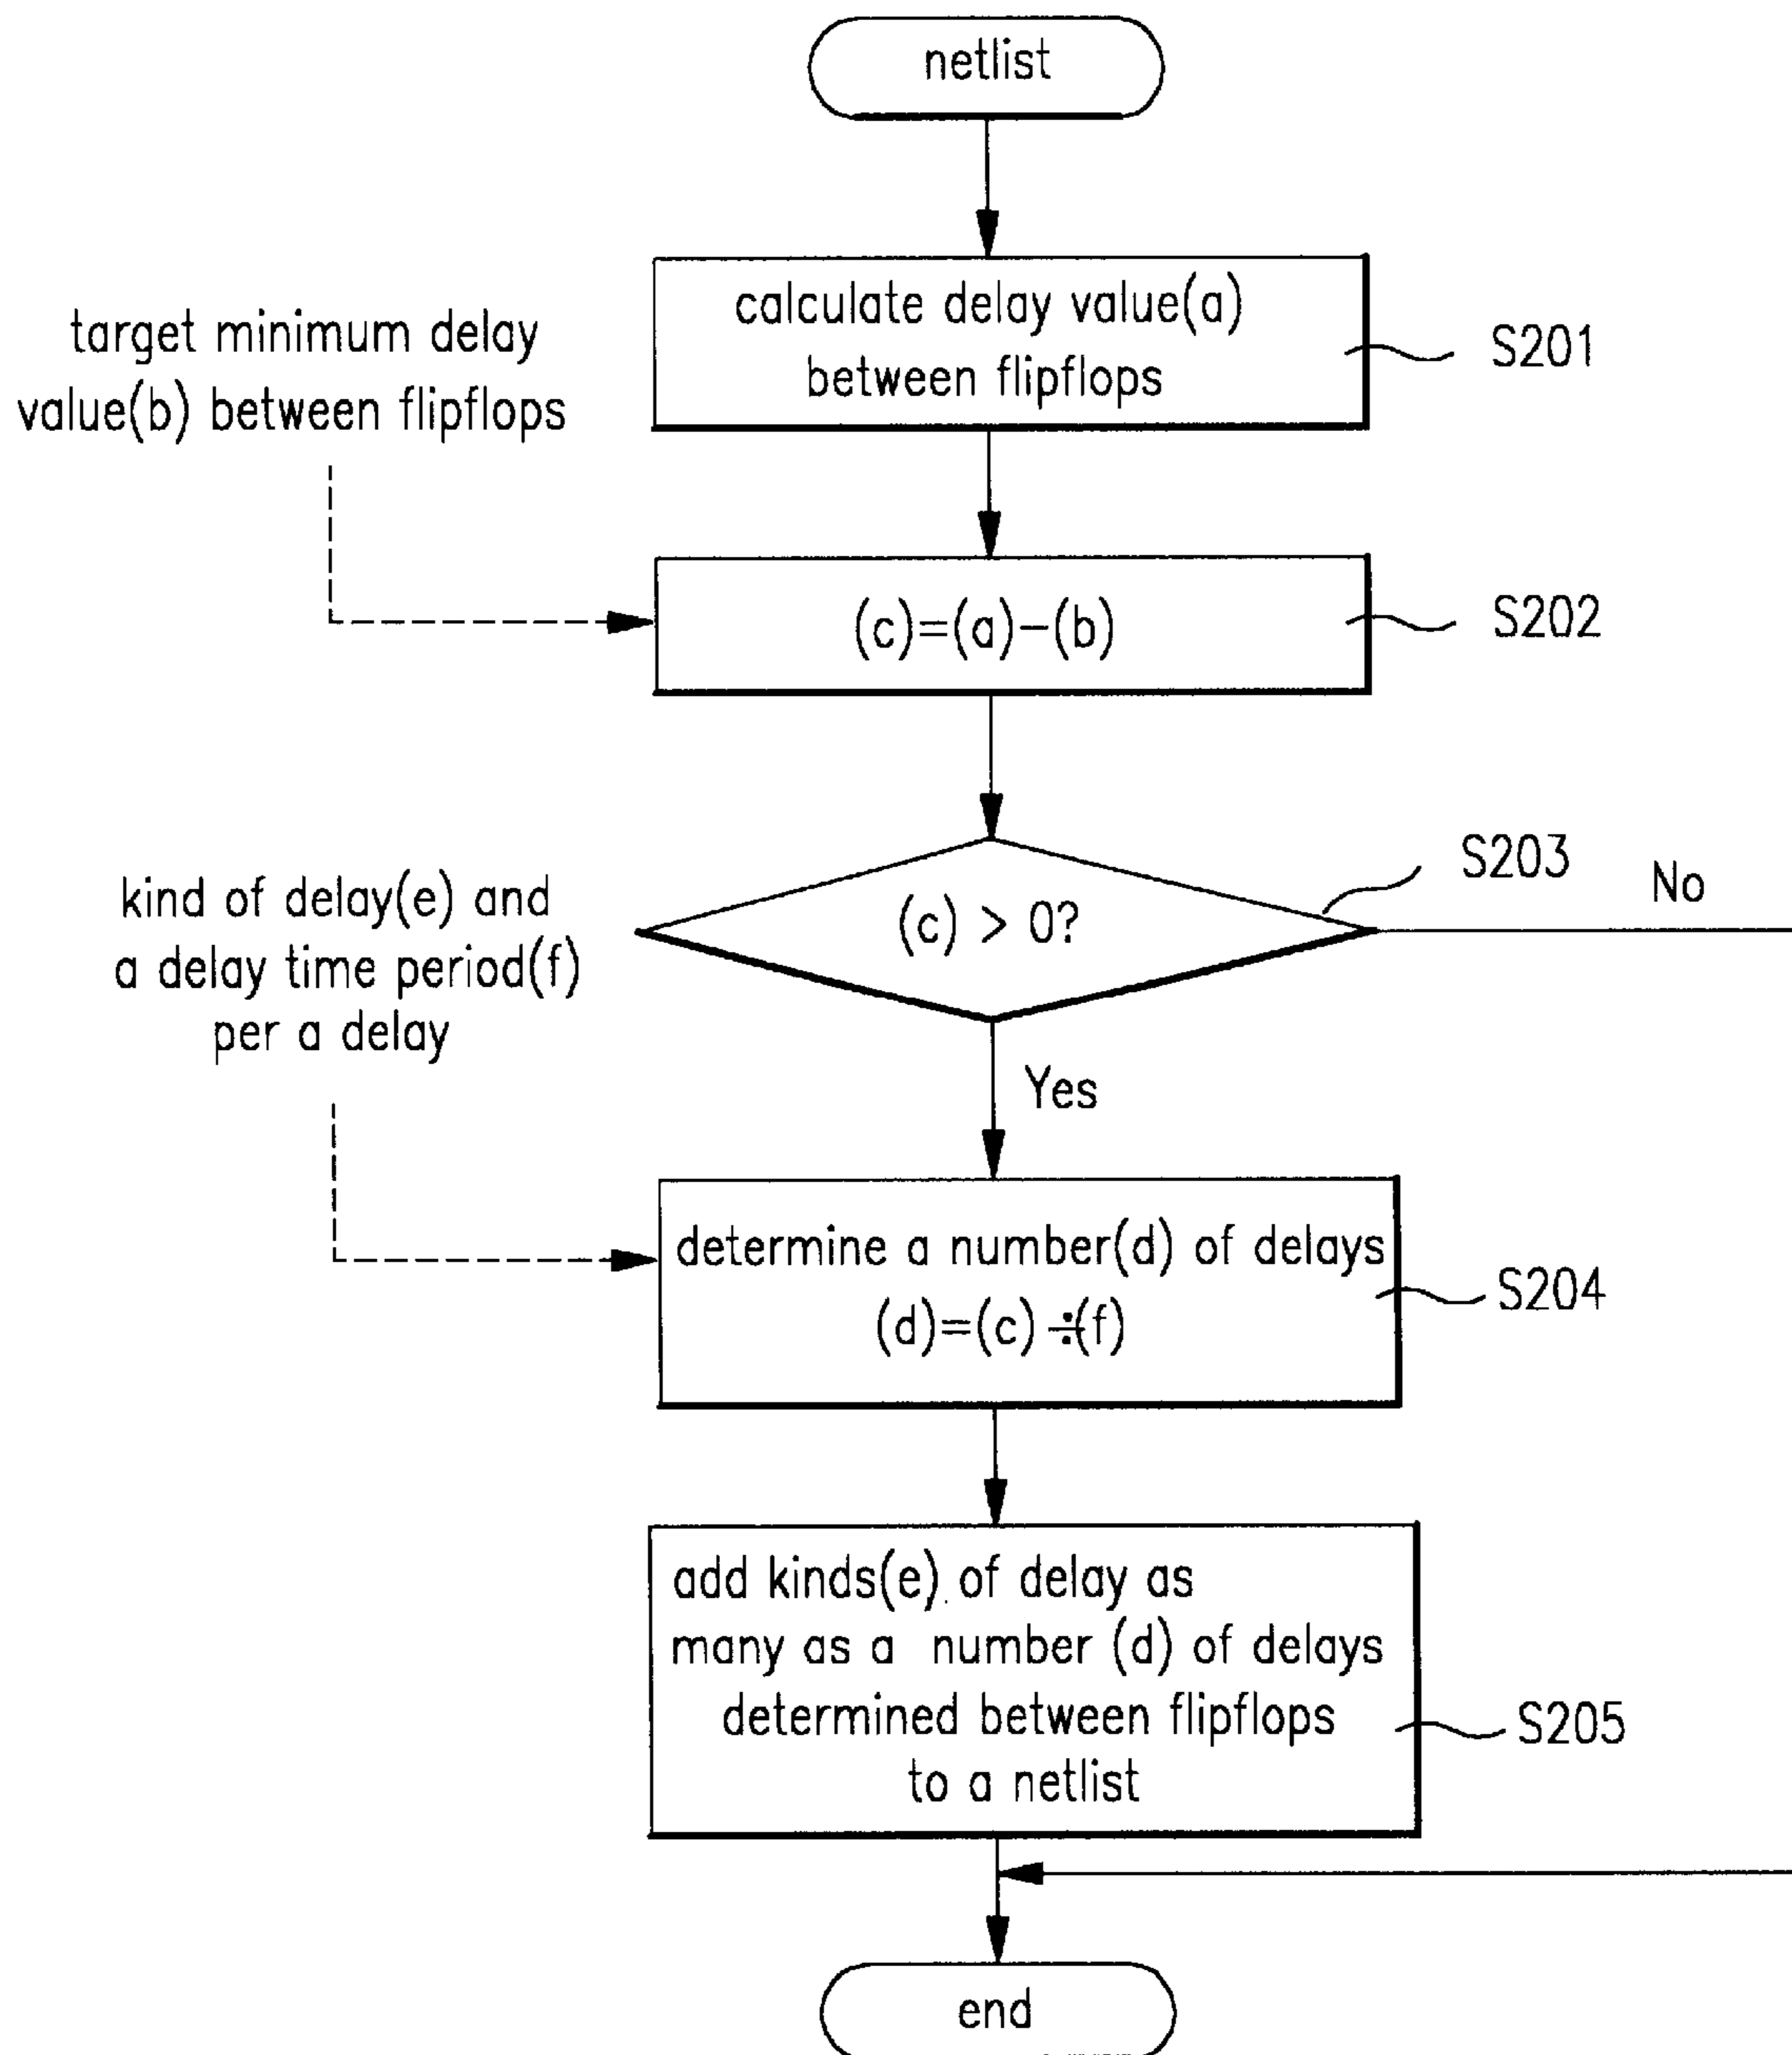 netlist
calculate delay value(a)
between flipflops
S201
target minimum delay
value(b) between flipflops
(c)=(a)-(b)
S202
(c) > 0?
S203
No
kind of delay(e) and
a delay time period(f)
per a delay
Yes
determine a number(d) of delays
(d)=(c)÷(f)
S204
add kinds(e) of delay as
many as a number (d) of delays
determined between flipflops
to a netlist
S205
end